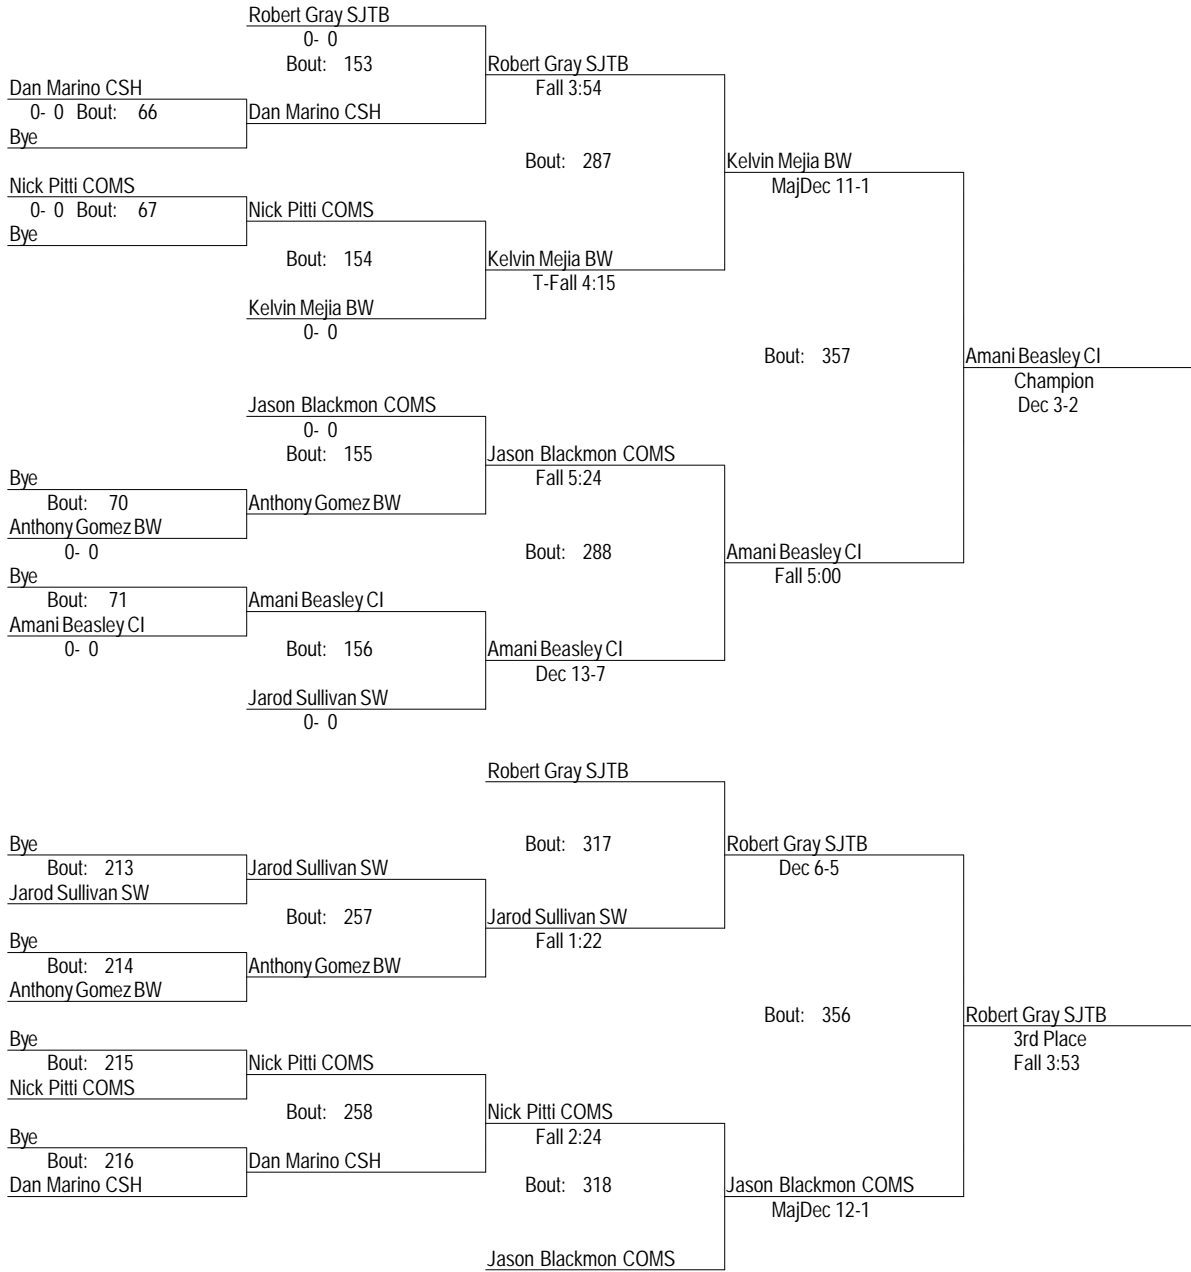 Robert Gray SJTB
0- 0
Bout: 153
Robert Gray SJTB
Fall 3:54
Dan Marino CSH
0- 0 Bout: 66
Dan Marino CSH
Bye
Bout: 287
Kelvin Mejia BW
MajDec 11-1
Nick Pitti COMS
0- 0 Bout: 67
Nick Pitti COMS
Bye
Bout: 154
Kelvin Mejia BW
T-Fall 4:15
Kelvin Mejia BW
0- 0
Bout: 357
Amani Beasley CI
Champion
Dec 3-2
Jason Blackmon COMS
0- 0
Bout: 155
Jason Blackmon COMS
Fall 5:24
Bye
Bout: 70
Anthony Gomez BW
Anthony Gomez BW
0- 0
Bout: 288
Amani Beasley CI
Fall 5:00
Bye
Bout: 71
Amani Beasley CI
Amani Beasley CI
0- 0
Bout: 156
Amani Beasley CI
Dec 13-7
Jarod Sullivan SW
0- 0
Robert Gray SJTB
Bout: 317
Robert Gray SJTB
Dec 6-5
Bye
Bout: 213
Jarod Sullivan SW
Jarod Sullivan SW
Bout: 257
Jarod Sullivan SW
Fall 1:22
Bye
Bout: 214
Anthony Gomez BW
Anthony Gomez BW
Bout: 356
Robert Gray SJTB
3rd Place
Fall 3:53
Bye
Bout: 215
Nick Pitti COMS
Nick Pitti COMS
Bout: 258
Nick Pitti COMS
Fall 2:24
Bye
Bout: 216
Dan Marino CSH
Dan Marino CSH
Bout: 318
Jason Blackmon COMS
MajDec 12-1
Jason Blackmon COMS